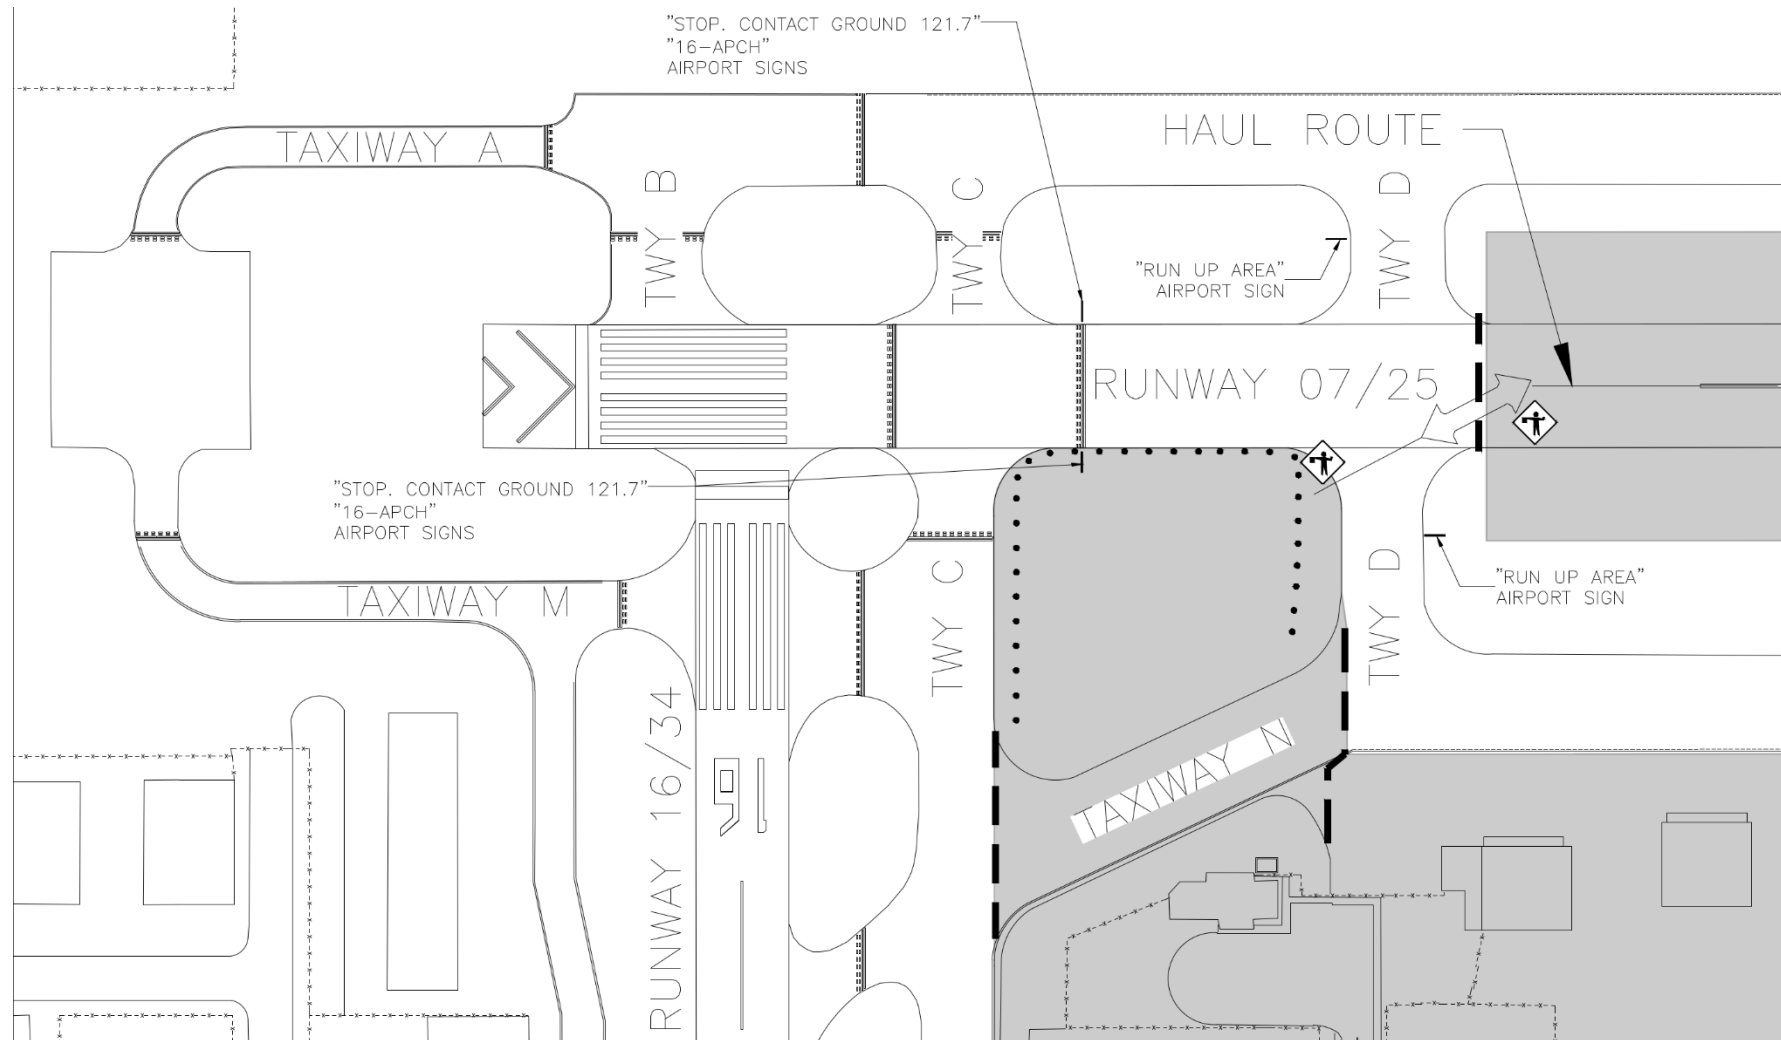 "STOP. CONTACT GROUND 121.7"
"16-APCH"
AIRPORT SIGNS
HAUL ROUTE
TAXIWAY A
TWY B
TWY C
TWY D
"RUN UP AREA"
AIRPORT SIGN
RUNWAY 07/25
"STOP. CONTACT GROUND 121.7"
"16-APCH"
AIRPORT SIGNS
TAXIWAY M
TWY C
TWY D
"RUN UP AREA"
AIRPORT SIGN
RUNWAY 16/34
16
TAXIWAY N